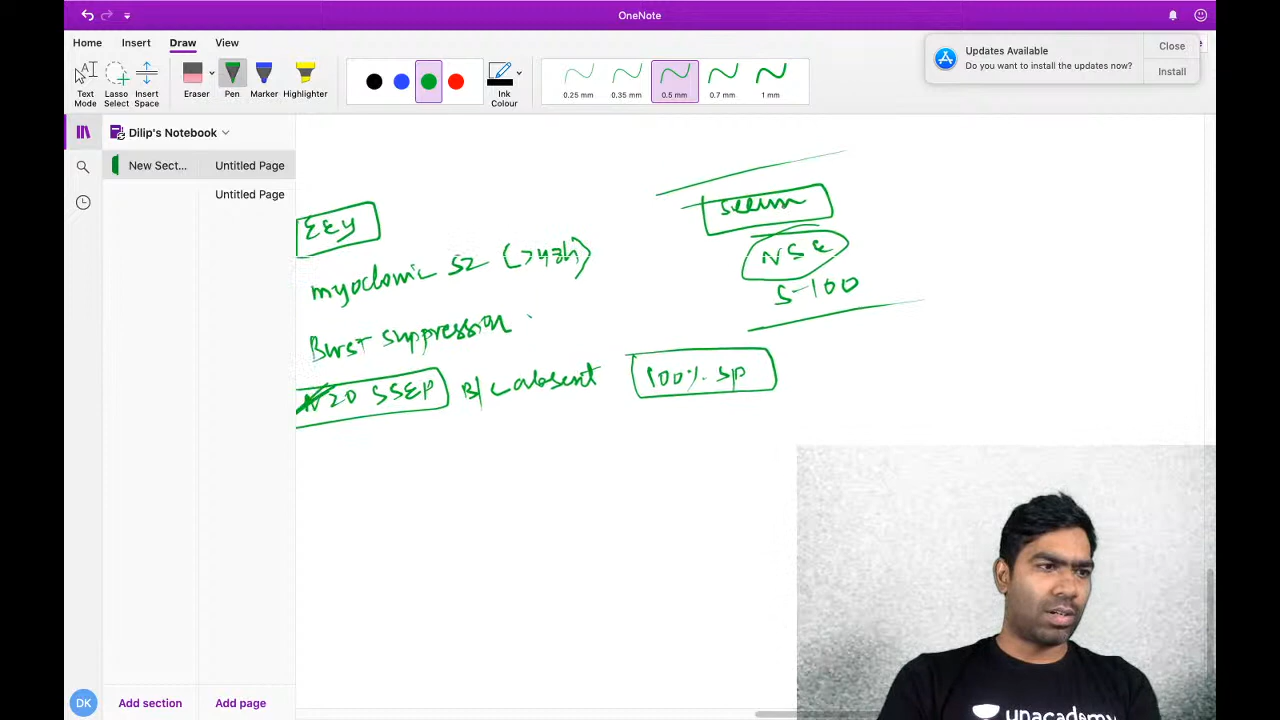 OneNote
Home Insert Draw View
Updates Available
Do you want to install the updates now?
Close
Install
Text Mode
Lasso Select
Insert Space
Eraser
Pen
Marker
Highlighter
Ink Colour
0.25 mm
0.35 mm
0.5 mm
0.7 mm
1 mm
Dilip's Notebook
New Sect...
Untitled Page
Untitled Page
EEG
myoclonic SZ (>48h)
Burst suppression
N20 SSEP B/L absent 100% sp
Serum
NSE
S-100
DK
Add section
Add page
unacademy